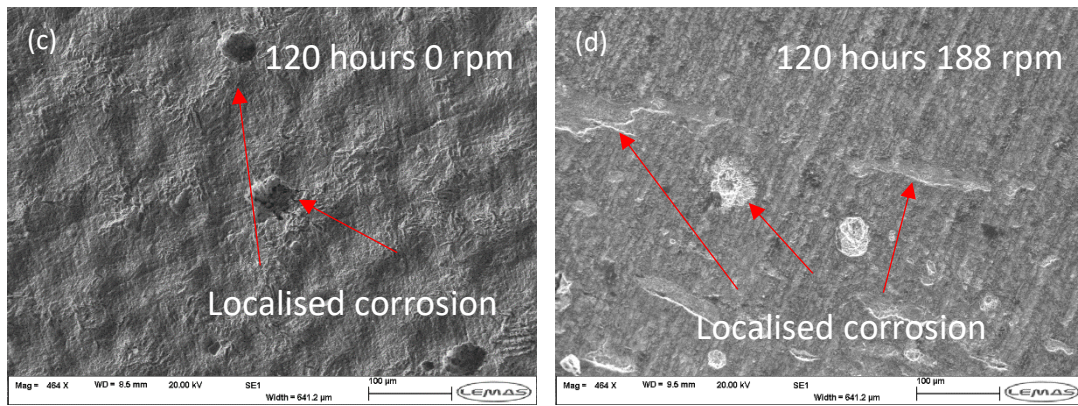 (c)
120 hours 0 rpm
Localised corrosion
Mag = 464 X WD = 9.5 mm 20.00 kV SE1 100 µm
Width = 641.2 µm
LEMAS
(d)
120 hours 188 rpm
Localised corrosion
Mag = 464 X WD = 9.5 mm 20.00 kV SE1 100 µm
Width = 641.2 µm
LEMAS